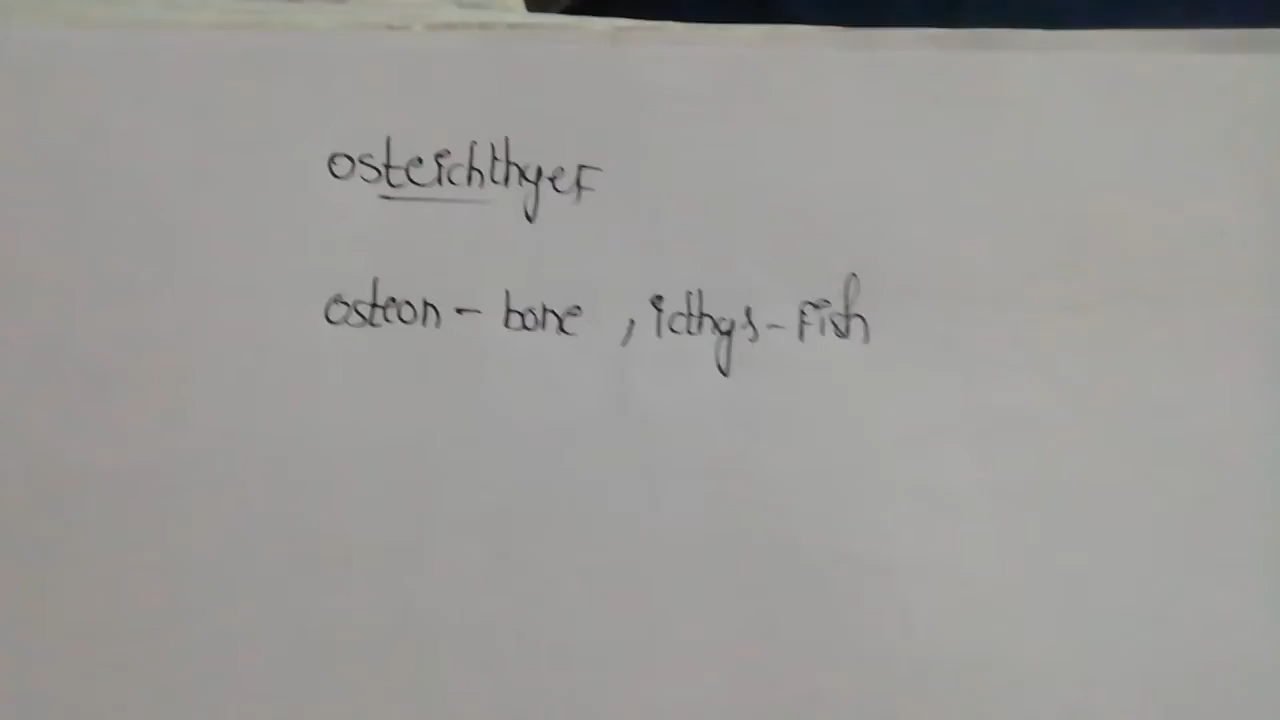 osteichthyes
osteon - bone , icthys - Fish